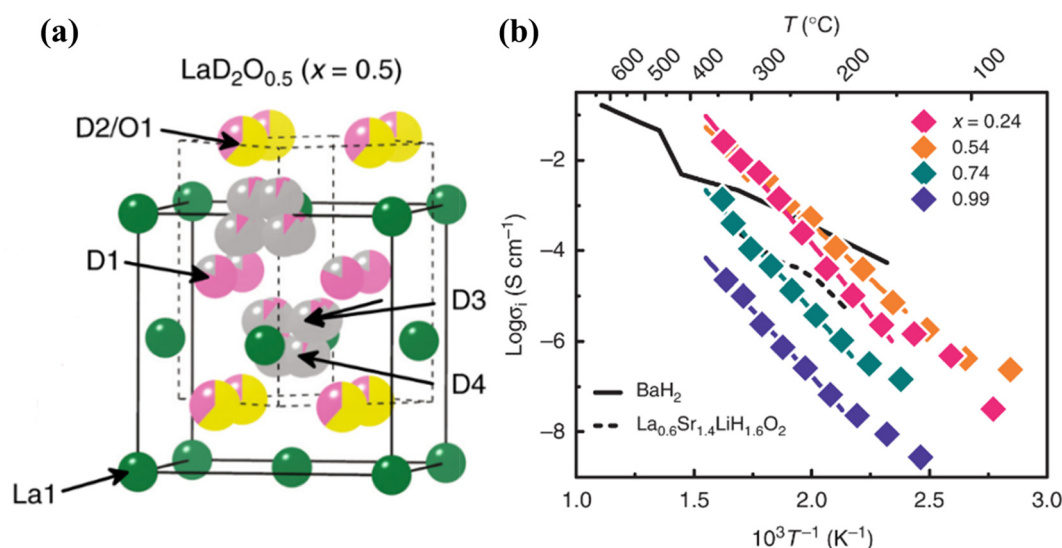 (a)
LaD₂O₀.₅ (x = 0.5)
D2/O1
D1
D3
D4
La1
(b)
T (°C)
600 500 400 300 200 100
x = 0.24
0.54
0.74
0.99
−2
−4
−6
−8
Logσᵢ (S cm⁻¹)
BaH₂
La₀.₆Sr₁.₄LiH₁.₆O₂
1.0 1.5 2.0 2.5 3.0
10³T⁻¹ (K⁻¹)